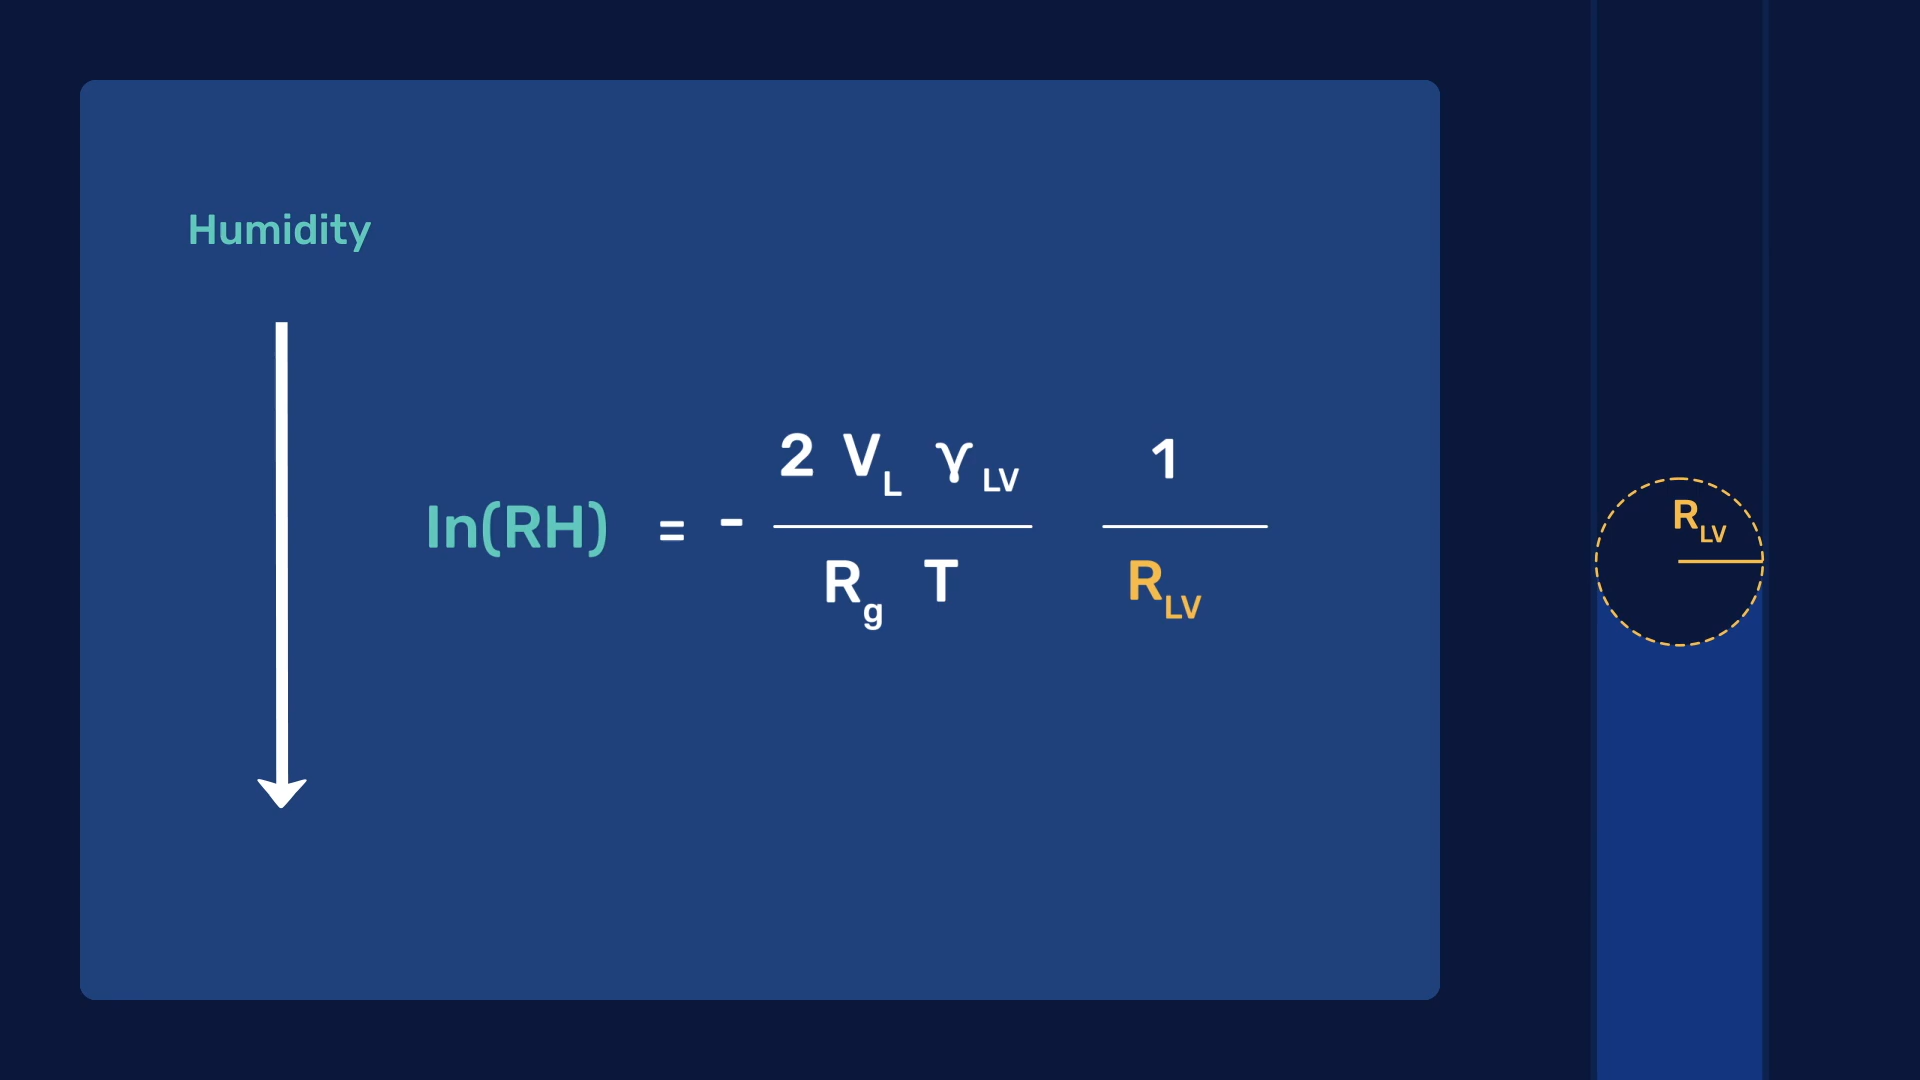 Humidity
ln(RH) = - 2 V_L γ_LV / R_g T 1 / R_LV
R_LV